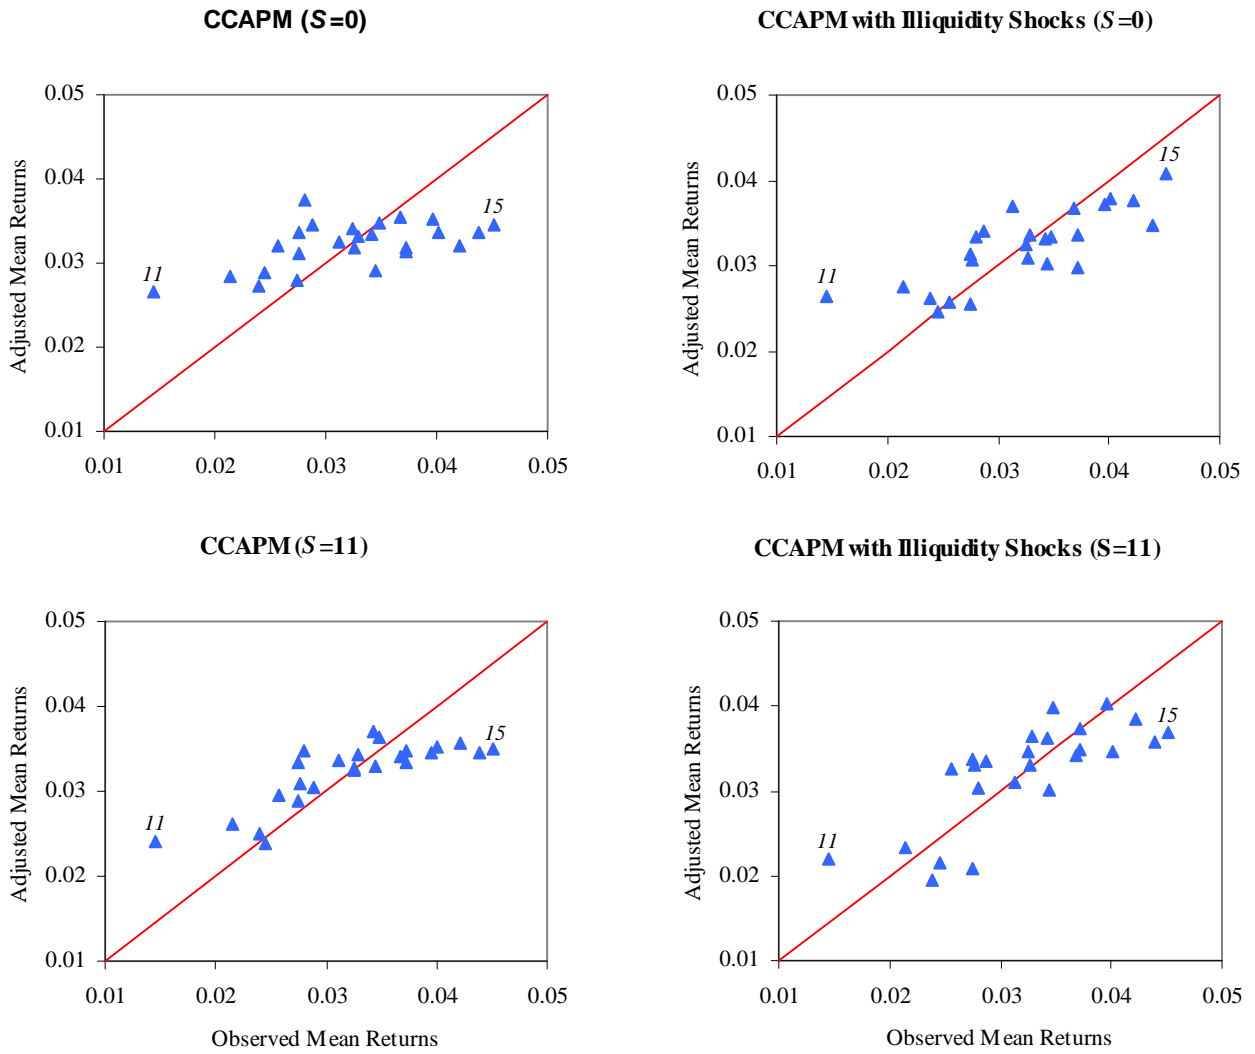 CCAPM (S=0)
CCAPM with Illiquidity Shocks (S=0)
Adjusted Mean Returns
0.05
0.04
0.03
0.02
0.01
11
15
0.01 0.02 0.03 0.04 0.05
Adjusted Mean Returns
0.05
0.04
0.03
0.02
0.01
11
15
0.01 0.02 0.03 0.04 0.05
CCAPM (S=11)
CCAPM with Illiquidity Shocks (S=11)
Adjusted Mean Returns
0.05
0.04
0.03
0.02
0.01
11
15
0.01 0.02 0.03 0.04 0.05
Observed Mean Returns
Adjusted Mean Returns
0.05
0.04
0.03
0.02
0.01
11
15
0.01 0.02 0.03 0.04 0.05
Observed Mean Returns